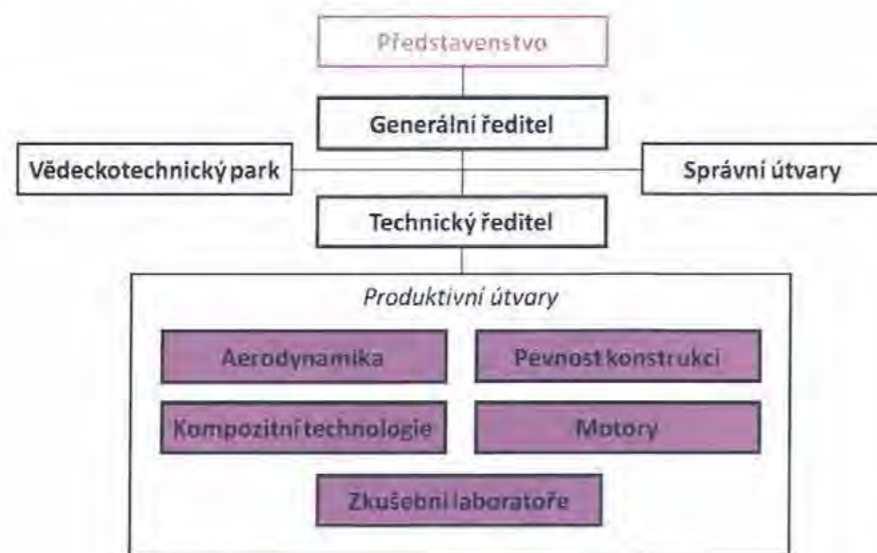 Představenstvo
Generální ředitel
Vědeckotechnický park
Správní útvary
Technický ředitel
Produktivní útvary
Aerodynamika
Pevnost konstrukcí
Kompozitní technologie
Motory
Zkušební laboratoře